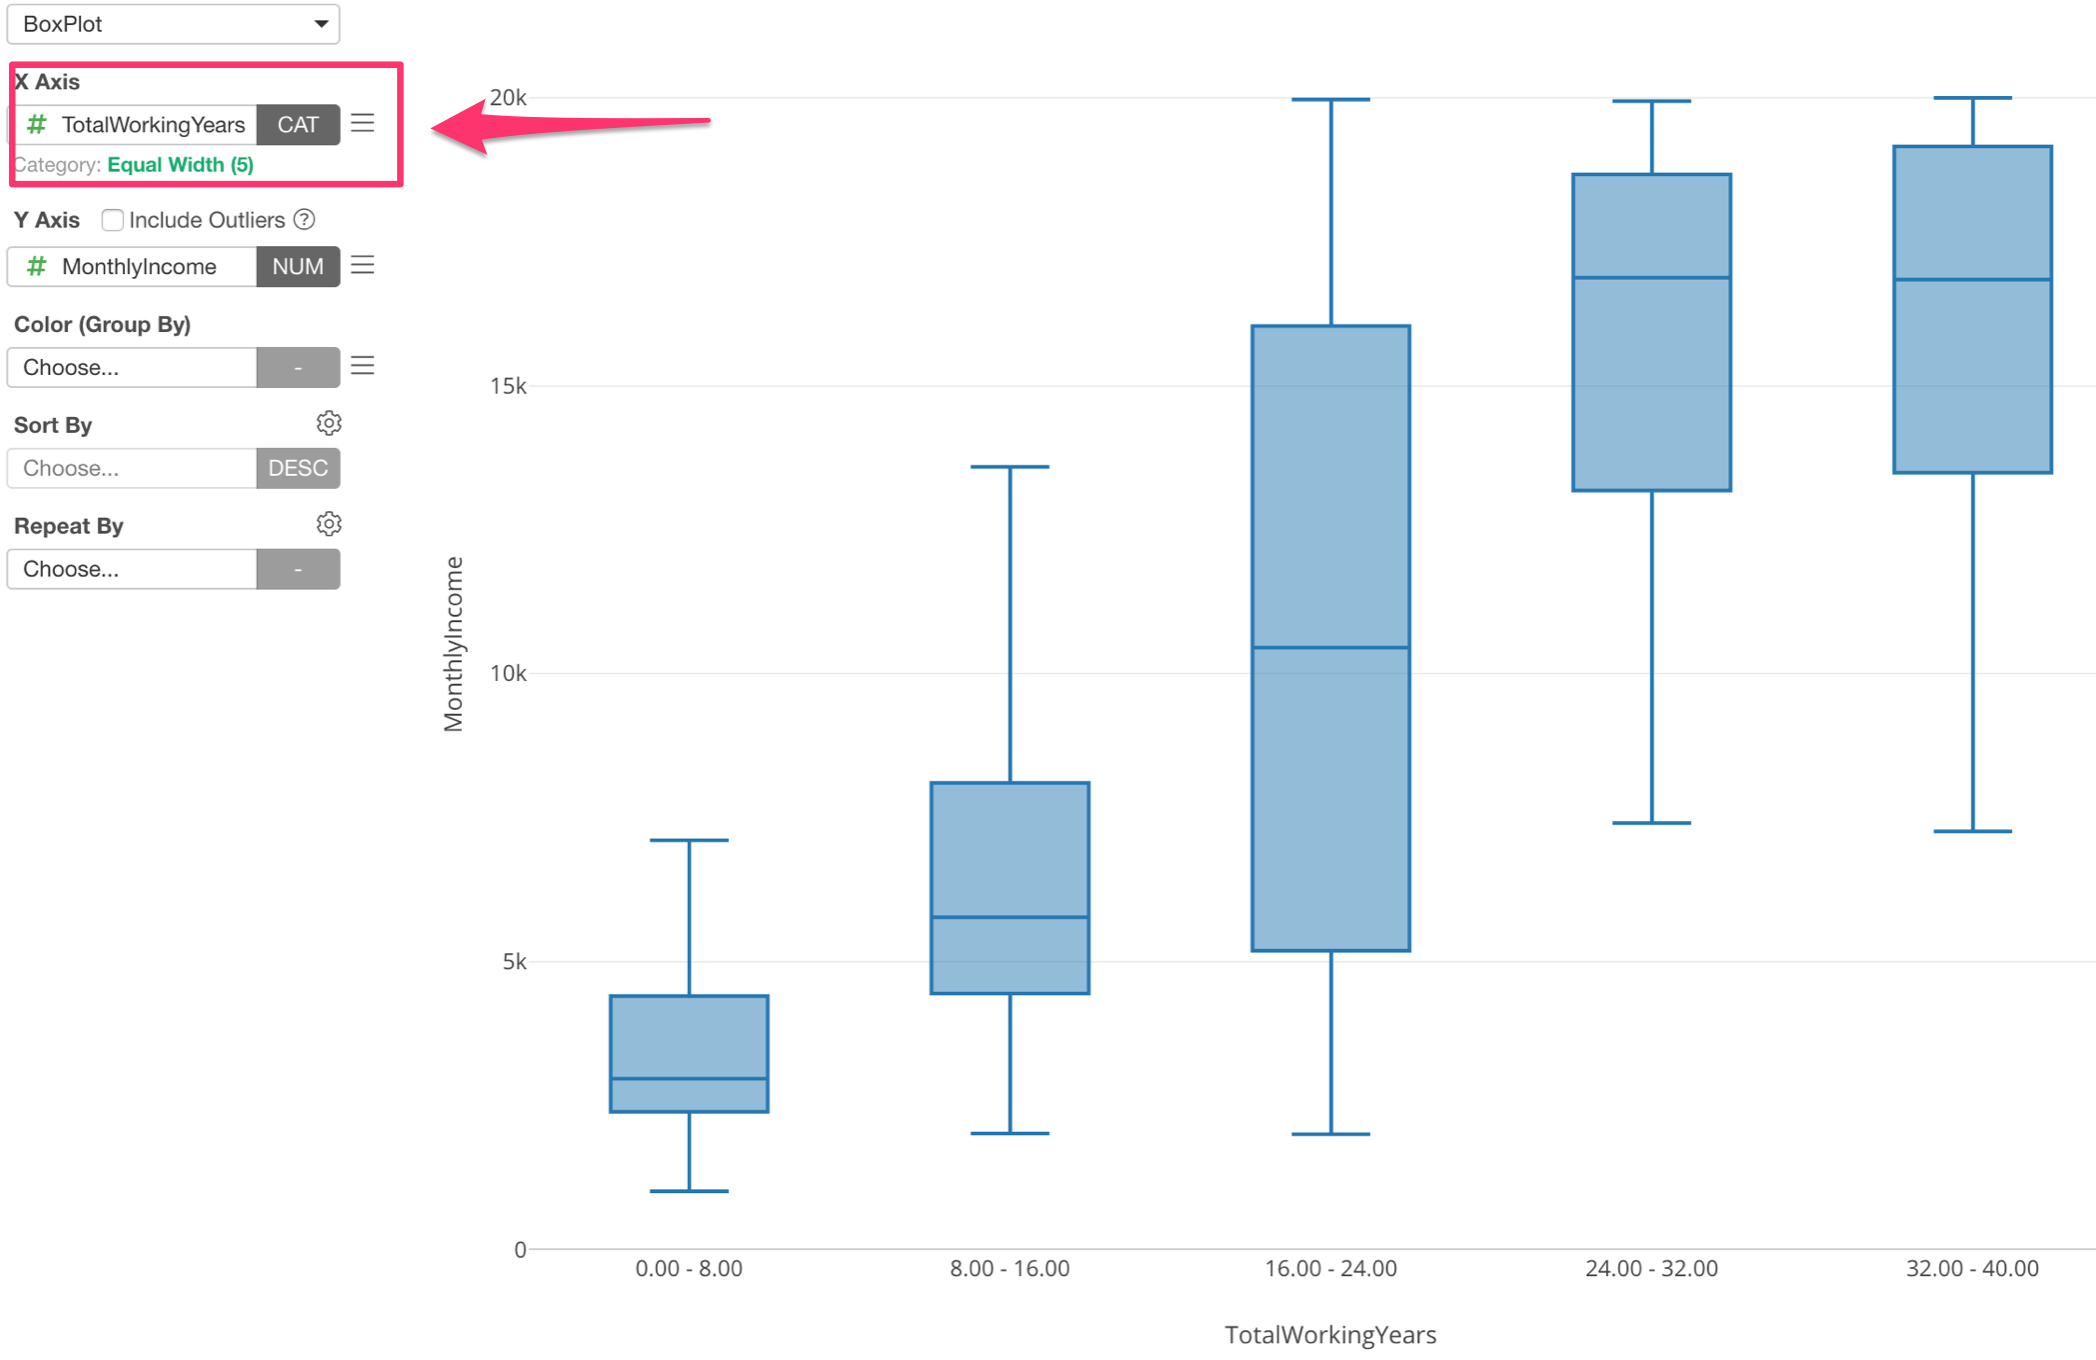 BoxPlot
X Axis
# TotalWorkingYears CAT
Category: Equal Width (5)
Y Axis Include Outliers ?
# MonthlyIncome NUM
Color (Group By)
Choose... -
Sort By
Choose... DESC
Repeat By
Choose... -
20k
15k
10k
5k
0
MonthlyIncome
0.00 - 8.00 8.00 - 16.00 16.00 - 24.00 24.00 - 32.00 32.00 - 40.00
TotalWorkingYears